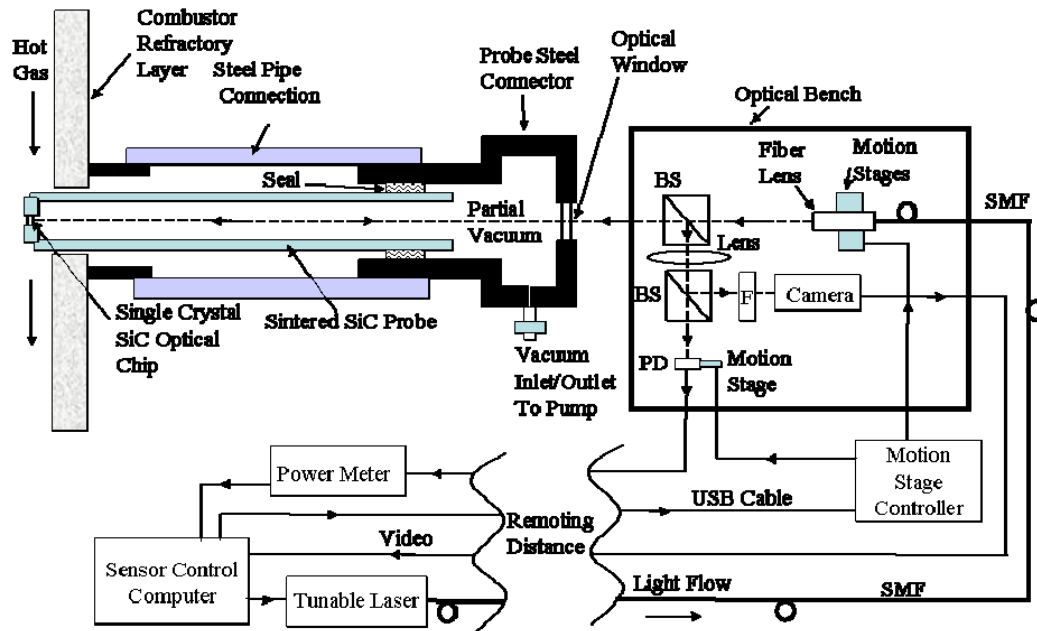 Combustor
Refractory
Layer
Hot
Gas
Steel Pipe
Connection
Probe Steel
Connector
Optical
Window
Optical Bench
Fiber
Lens
Motion
Stages
BS
SMF
Seal
Partial
Vacuum
Lens
BS
F
Camera
Single Crystal
SiC Optical
Chip
Sintered SiC Probe
Vacuum
Inlet/Outlet
To Pump
PD
Motion
Stage
Power Meter
Motion
Stage
Controller
USB Cable
Remoting
Distance
Video
Sensor Control
Computer
Tunable Laser
Light Flow
SMF